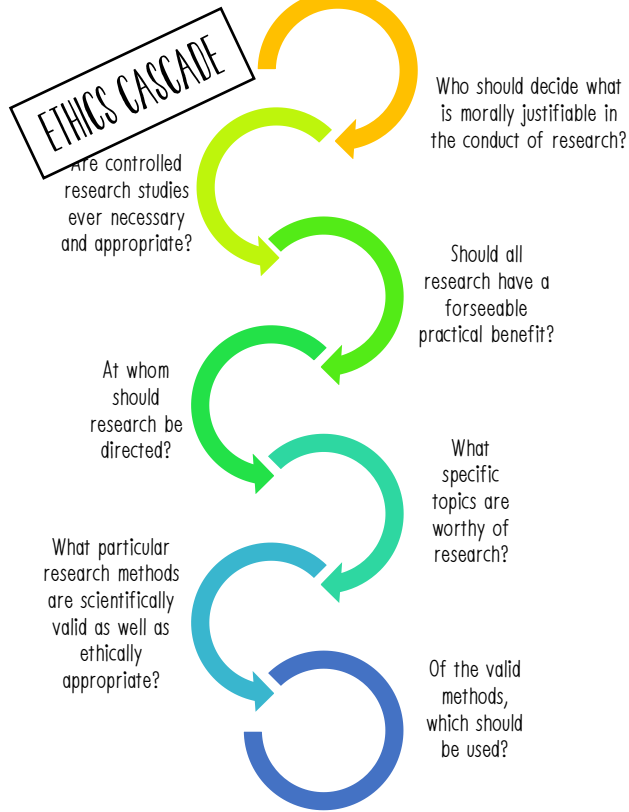 ETHICS CASCADE
Who should decide what
is morally justifiable in
the conduct of research?
Are controlled
research studies
ever necessary
and appropriate?
Should all
research have a
forseeable
practical benefit?
At whom
should
research be
directed?
What
specific
topics are
worthy of
research?
What particular
research methods
are scientifically
valid as well as
ethically
appropriate?
Of the valid
methods,
which should
be used?